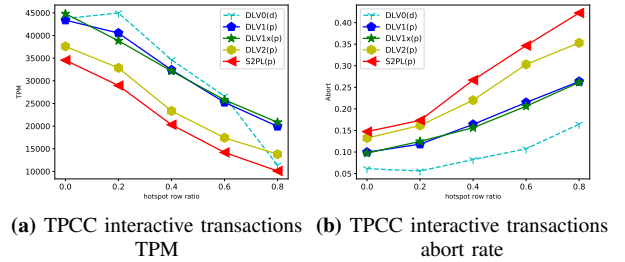 45000
40000
35000
30000
25000
20000
15000
10000
TPM
0.0 0.2 0.4 0.6 0.8
hotspot row ratio
DLV0(d)
DLV1(p)
DLV1x(p)
DLV2(p)
S2PL(p)
0.40
0.35
0.30
0.25
0.20
0.15
0.10
0.05
Abort
0.0 0.2 0.4 0.6 0.8
hotspot row ratio
DLV0(d)
DLV1(p)
DLV1x(p)
DLV2(p)
S2PL(p)
(a) TPCC interactive transactions
TPM
(b) TPCC interactive transactions
abort rate